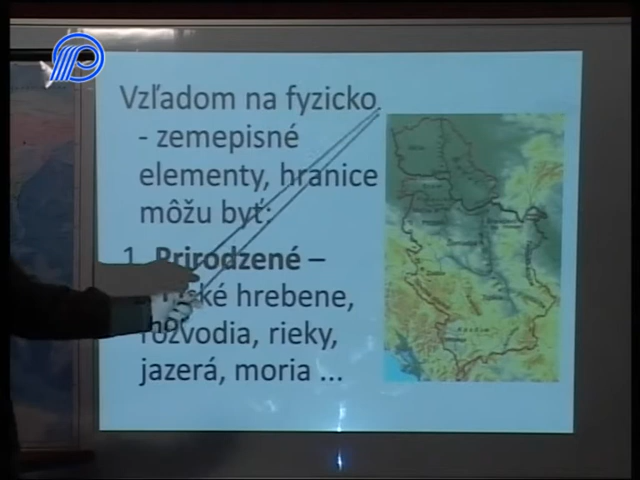 Vzľadom na fyzicko
- zemepisné
elementy, hranice
môžu byť:
1. Prirodzené –
hrebene,
rozvodia, rieky,
jazerá, moria ...